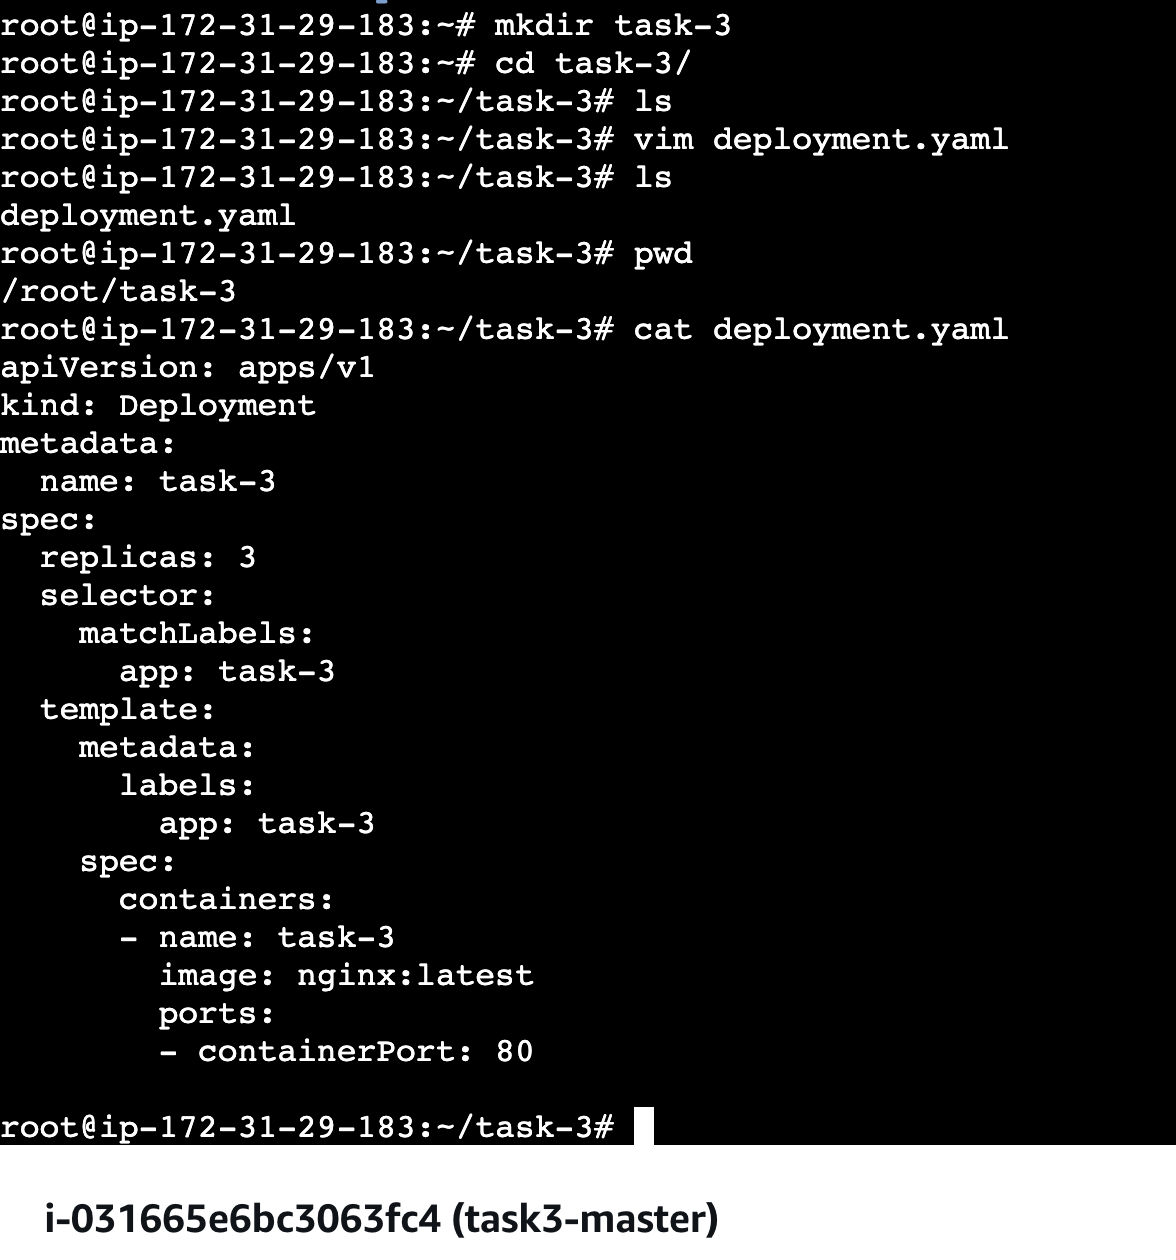 root@ip-172-31-29-183:~# mkdir task-3
root@ip-172-31-29-183:~# cd task-3/
root@ip-172-31-29-183:~/task-3# ls
root@ip-172-31-29-183:~/task-3# vim deployment.yaml
root@ip-172-31-29-183:~/task-3# ls
deployment.yaml
root@ip-172-31-29-183:~/task-3# pwd
/root/task-3
root@ip-172-31-29-183:~/task-3# cat deployment.yaml
apiVersion: apps/v1
kind: Deployment
metadata:
  name: task-3
spec:
  replicas: 3
  selector:
    matchLabels:
      app: task-3
  template:
    metadata:
      labels:
        app: task-3
    spec:
      containers:
      - name: task-3
        image: nginx:latest
        ports:
        - containerPort: 80
root@ip-172-31-29-183:~/task-3#
i-031665e6bc3063fc4 (task3-master)